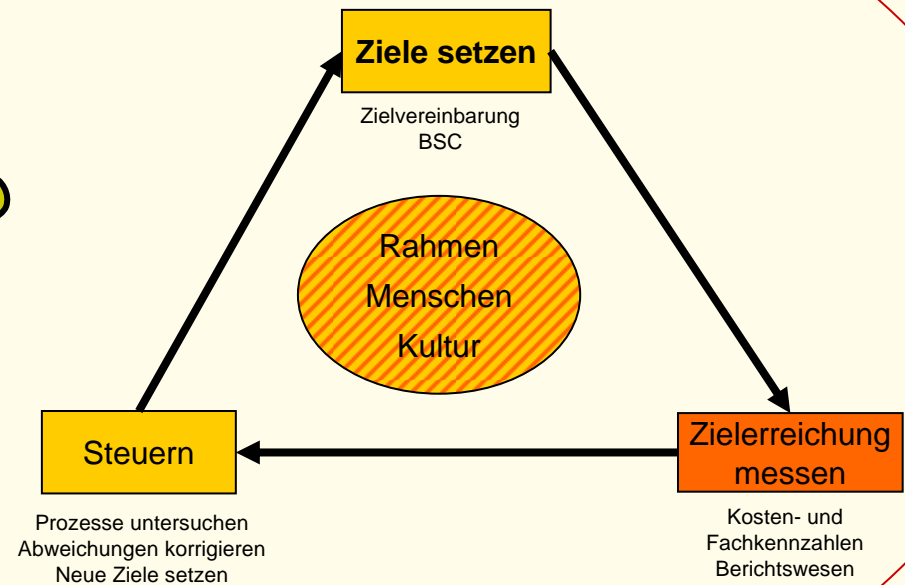 Ziele setzen
Zielvereinbarung
BSC
Rahmen
Menschen
Kultur
Steuern
Prozesse untersuchen
Abweichungen korrigieren
Neue Ziele setzen
Zielerreichung
messen
Kosten- und
Fachkennzahlen
Berichtswesen